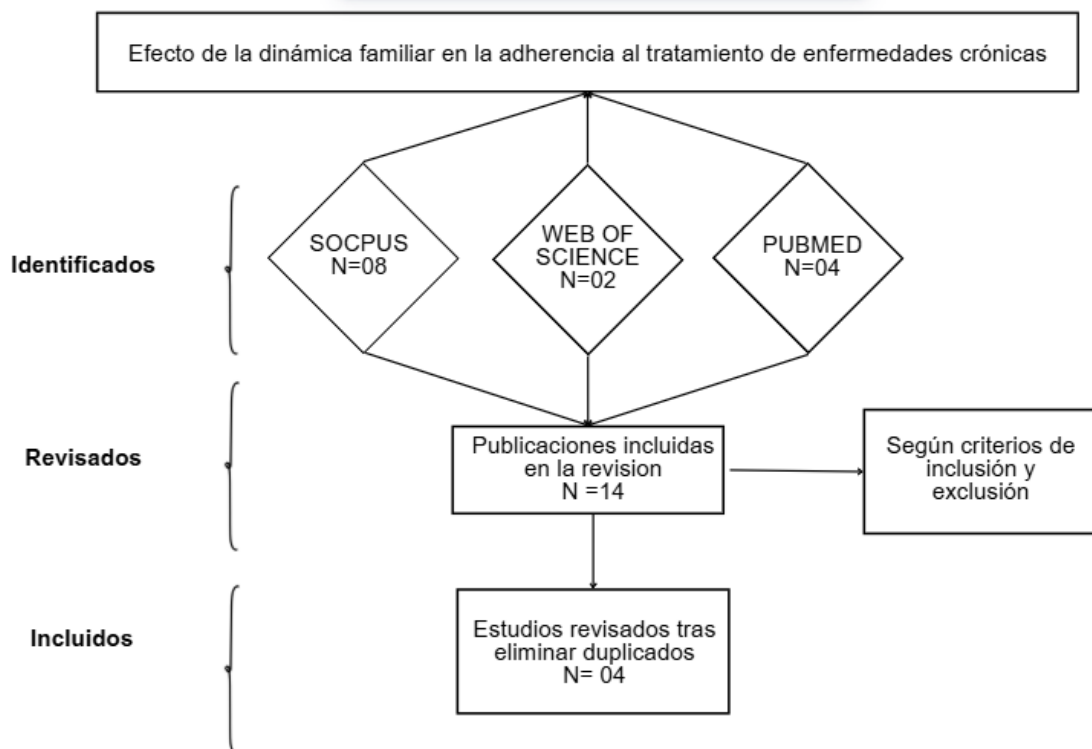 Efecto de la dinámica familiar en la adherencia al tratamiento de enfermedades crónicas
Identificados
SOCPUS
N=08
WEB OF
SCIENCE
N=02
PUBMED
N=04
Revisados
Publicaciones incluidas
en la revision
N =14
Según criterios de
inclusión y
exclusión
Incluidos
Estudios revisados tras
eliminar duplicados
N= 04